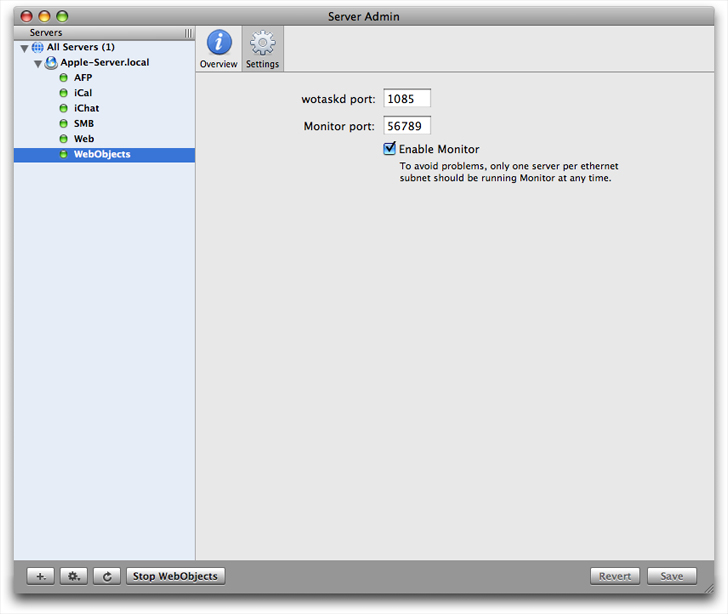 Server Admin
Servers
All Servers (1)
Apple-Server.local
AFP
iCal
iChat
SMB
Web
WebObjects
Overview
Settings
wotaskd port: 1085
Monitor port: 56789
Enable Monitor
To avoid problems, only one server per ethernet
subnet should be running Monitor at any time.
Stop WebObjects
Revert
Save